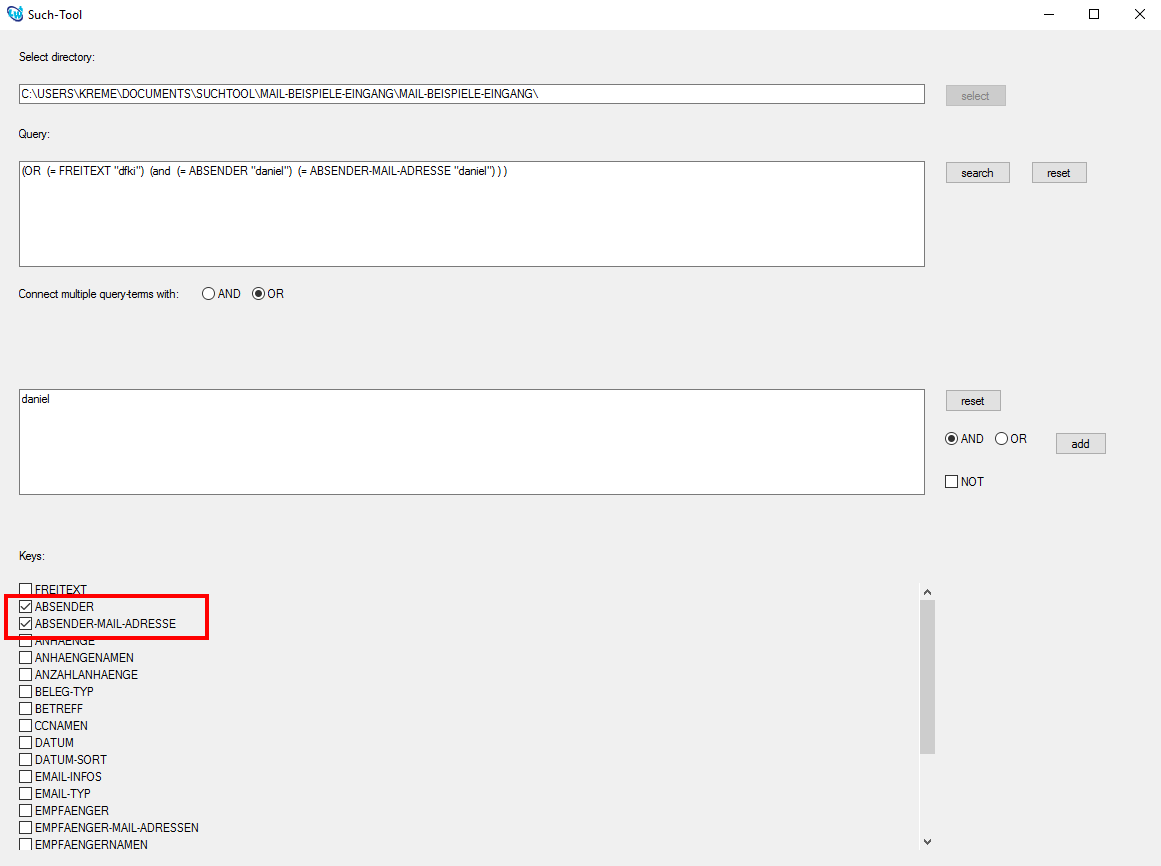 Such-Tool
Select directory:
C:\USERS\KREME\DOCUMENTS\SUCHTOOL\MAIL-BEISPIELE-EINGANG\MAIL-BEISPIELE-EINGANG\
select
Query:
(OR (= FREITEXT "dfki") (and (= ABSENDER "daniel") (= ABSENDER-MAIL-ADRESSE "daniel") ) )
search
reset
Connect multiple query-terms with:
AND
OR
daniel
reset
AND
OR
add
NOT
Keys:
FREITEXT
ABSENDER
ABSENDER-MAIL-ADRESSE
ANHAENGE
ANHAENGENAMEN
ANZAHLANHAENGE
BELEG-TYP
BETREFF
CCNAMEN
DATUM
DATUM-SORT
EMAIL-INFOS
EMAIL-TYP
EMPFAENGER
EMPFAENGER-MAIL-ADRESSEN
EMPFAENGERNAMEN